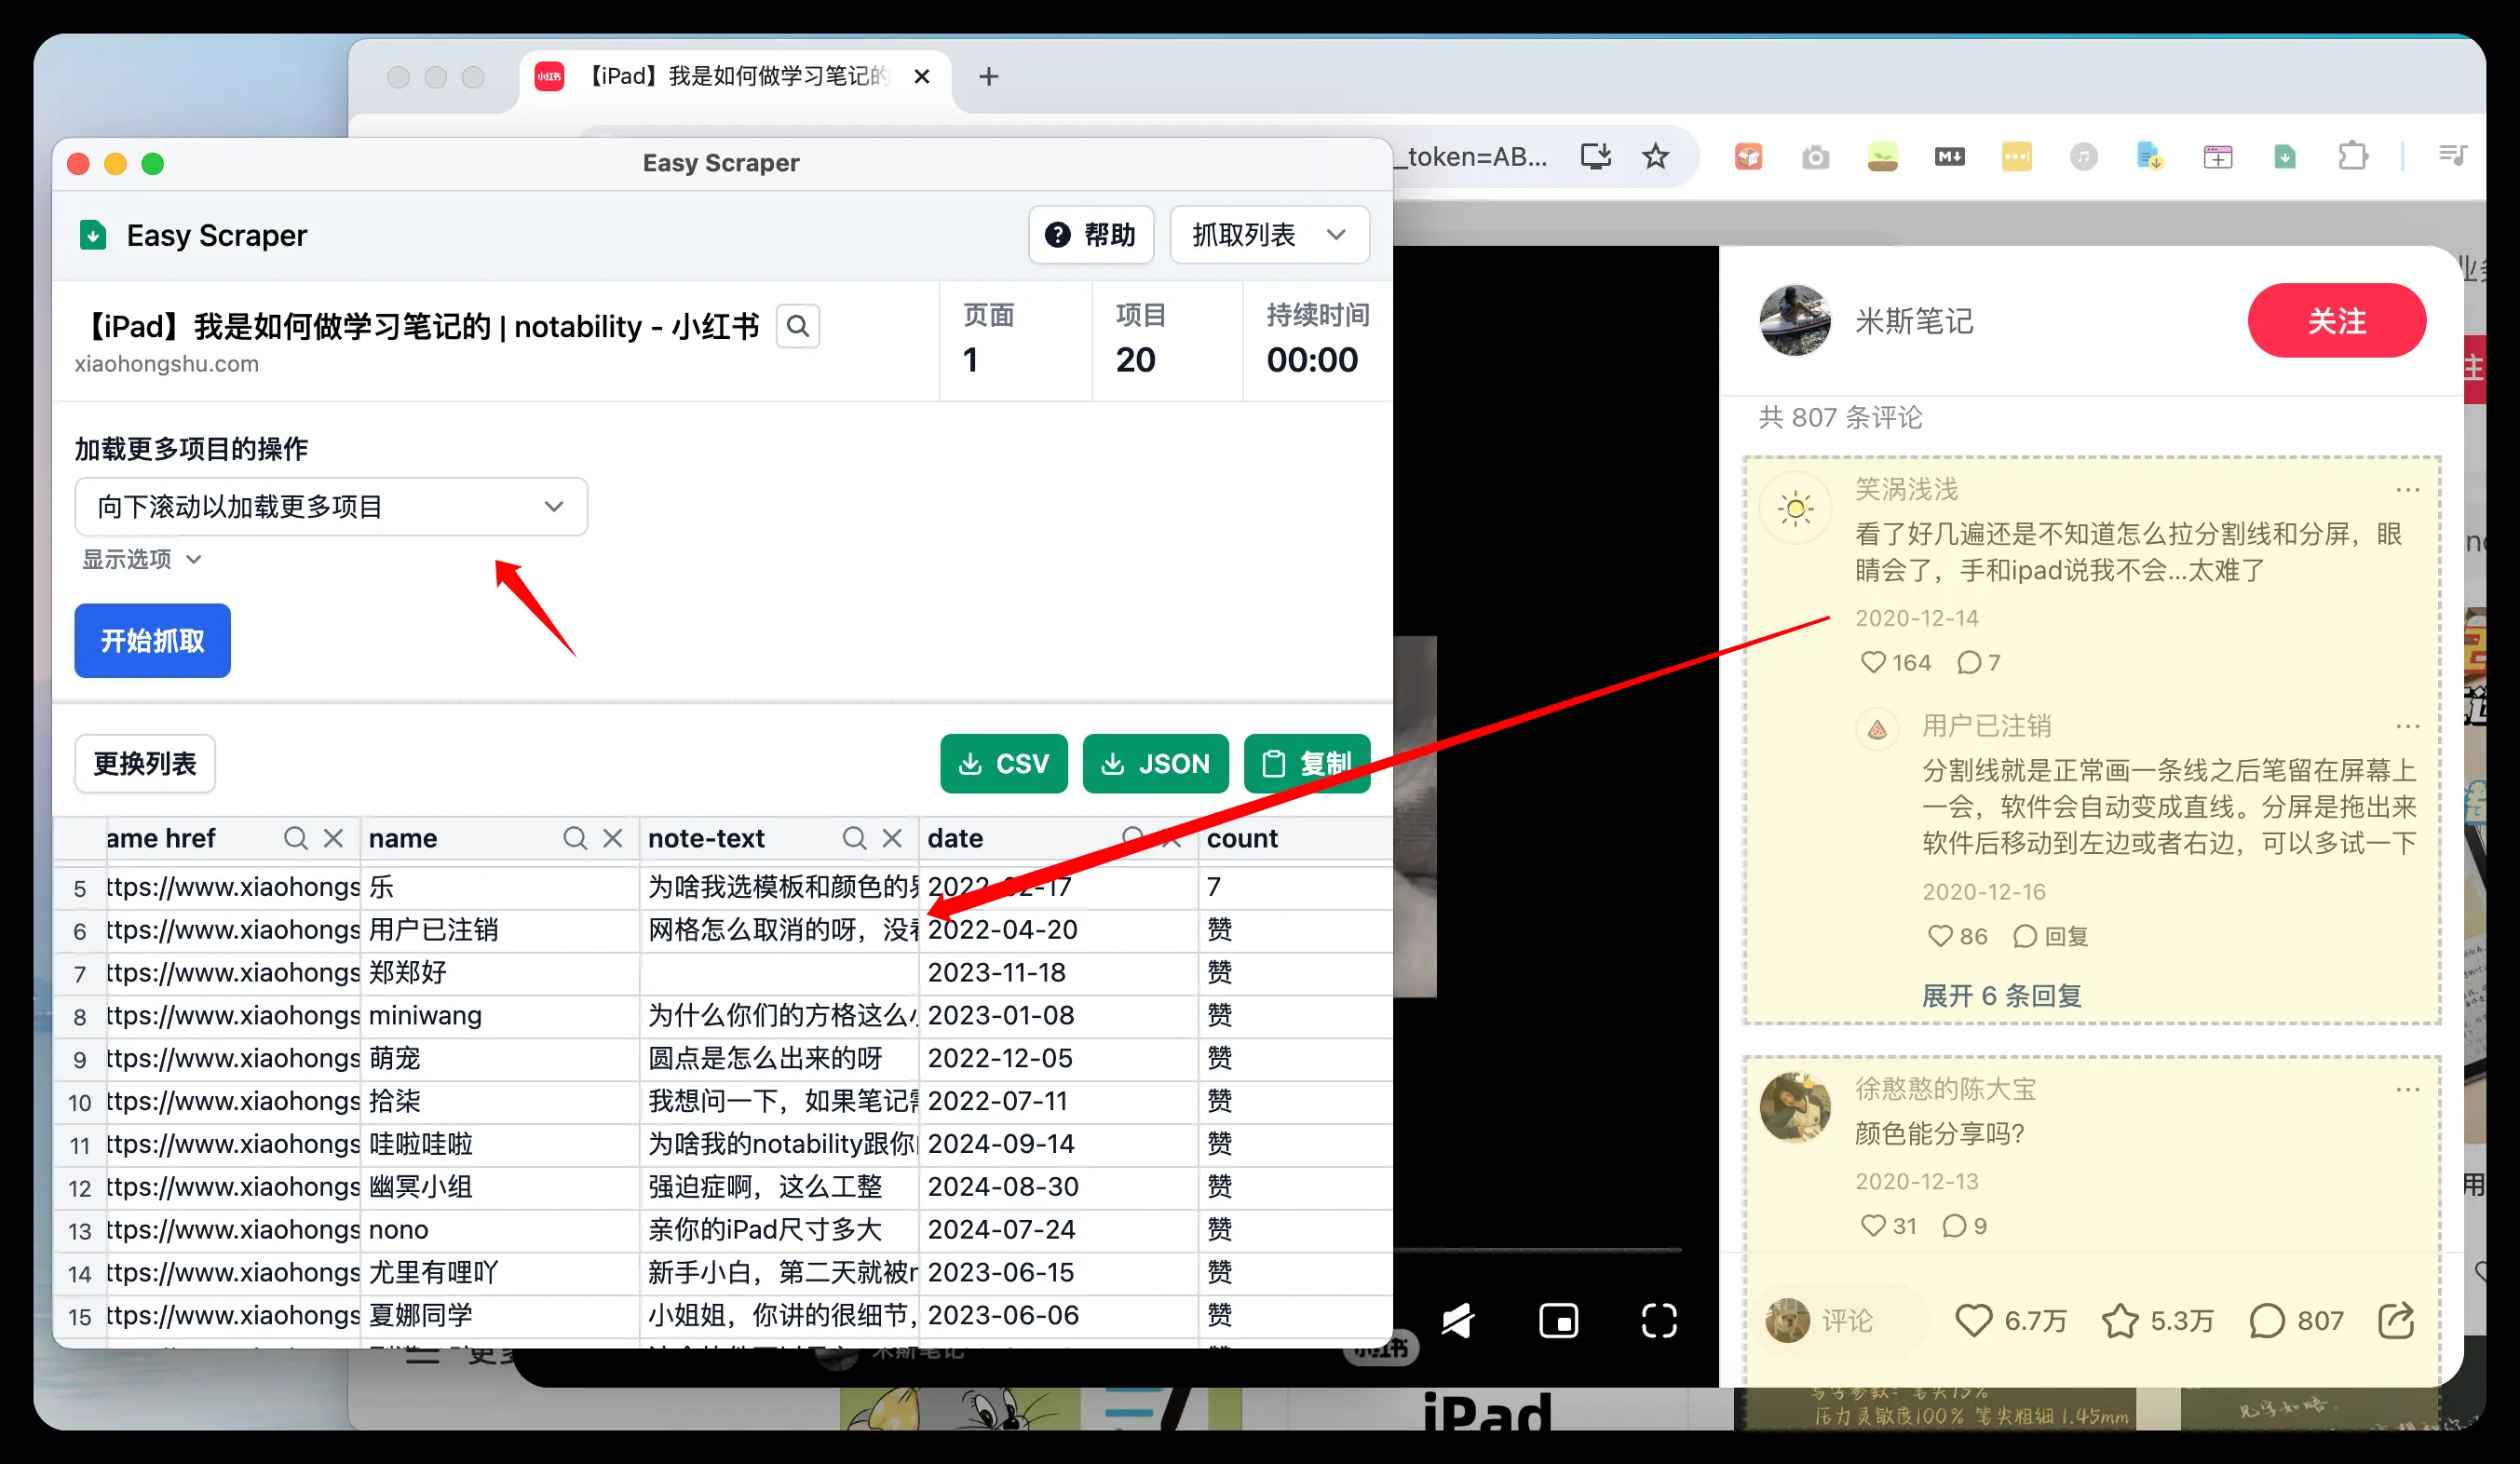 【iPad】我是如何做学习笔记的
_token=AB...
Easy Scraper
Easy Scraper
帮助
抓取列表
【iPad】我是如何做学习笔记的 | notability - 小红书
xiaohongshu.com
页面
1
项目
20
持续时间
00:00
加载更多项目的操作
向下滚动以加载更多项目
显示选项
开始抓取
更换列表
CSV
JSON
复制
ame href
name
note-text
date
count
5 ttps://www.xiaohongs 乐 为啥我选模板和颜色的 2022-02-17 7
6 ttps://www.xiaohongs 用户已注销 网格怎么取消的呀，没 2022-04-20 赞
7 ttps://www.xiaohongs 郑郑好 2023-11-18 赞
8 ttps://www.xiaohongs miniwang 为什么你们的方格这么 2023-01-08 赞
9 ttps://www.xiaohongs 萌宠 圆点是怎么出来的呀 2022-12-05 赞
10 ttps://www.xiaohongs 拾柒 我想问一下，如果笔记 2022-07-11 赞
11 ttps://www.xiaohongs 哇啦哇啦 为啥我的notability跟你 2024-09-14 赞
12 ttps://www.xiaohongs 幽冥小组 强迫症啊，这么工整 2024-08-30 赞
13 ttps://www.xiaohongs nono 亲你的iPad尺寸多大 2024-07-24 赞
14 ttps://www.xiaohongs 尤里有哩吖 新手小白，第二天就被 2023-06-15 赞
15 ttps://www.xiaohongs 夏娜同学 小姐姐，你讲的很细节， 2023-06-06 赞
米斯笔记
关注
共 807 条评论
笑涡浅浅
看了好几遍还是不知道怎么拉分割线和分屏，眼
睛会了，手和ipad说我不会...太难了
2020-12-14
164 7
用户已注销
分割线就是正常画一条线之后笔留在屏幕上
一会，软件会自动变成直线。分屏是拖出来
软件后移动到左边或者右边，可以多试一下
2020-12-16
86 回复
展开 6 条回复
徐憨憨的陈大宝
颜色能分享吗?
2020-12-13
31 9
评论 6.7万 5.3万 807
小红书
iPad
压力灵敏度100% 笔尖粗细 1.45mm